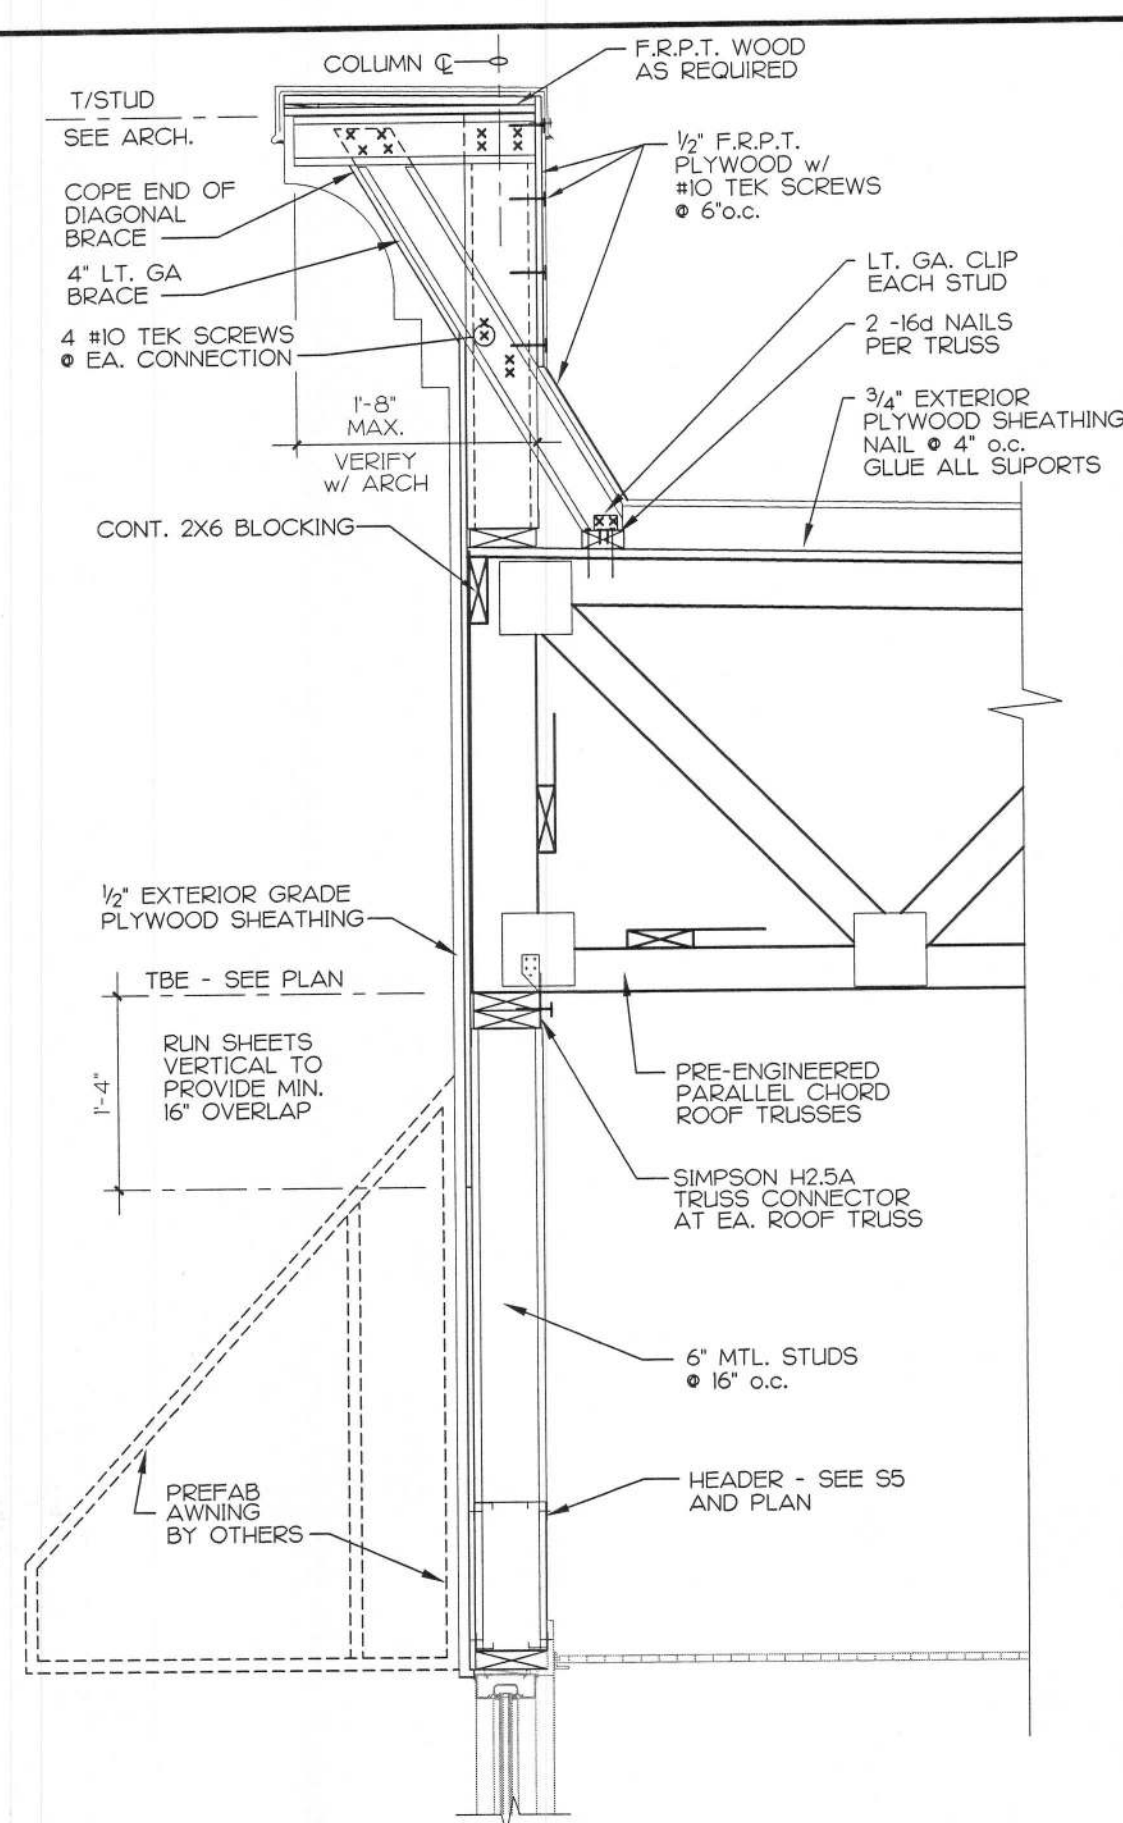 COLUMN ℄
F.R.P.T. WOOD
AS REQUIRED
T/STUD
SEE ARCH.
1/2" F.R.P.T.
PLYWOOD w/
#10 TEK SCREWS
@ 6"o.c.
COPE END OF
DIAGONAL
BRACE
4" LT. GA
BRACE
4 #10 TEK SCREWS
@ EA. CONNECTION
LT. GA. CLIP
EACH STUD
2 -16d NAILS
PER TRUSS
1'-8"
MAX.
VERIFY
w/ ARCH
3/4" EXTERIOR
PLYWOOD SHEATHING
NAIL @ 4" o.c.
GLUE ALL SUPORTS
CONT. 2X6 BLOCKING
1/2" EXTERIOR GRADE
PLYWOOD SHEATHING
TBE - SEE PLAN
RUN SHEETS
VERTICAL TO
PROVIDE MIN.
16" OVERLAP
1'-4"
PRE-ENGINEERED
PARALLEL CHORD
ROOF TRUSSES
SIMPSON H2.5A
TRUSS CONNECTOR
AT EA. ROOF TRUSS
6" MTL. STUDS
@ 16" o.c.
HEADER - SEE S5
AND PLAN
PREFAB
AWNING
BY OTHERS